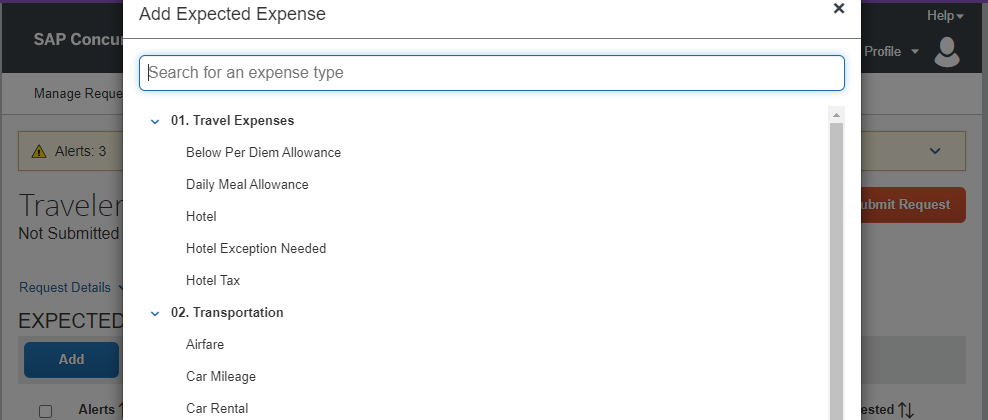 Add Expected Expense
×
Help
SAP Concu
Profile
Search for an expense type
Manage Reque
01. Travel Expenses
Alerts: 3
Below Per Diem Allowance
Daily Meal Allowance
Traveler
Submit Request
Hotel
Not Submitted
Hotel Exception Needed
Hotel Tax
Request Details
02. Transportation
EXPECTED
Airfare
Add
Car Mileage
Car Rental
Alerts
ested